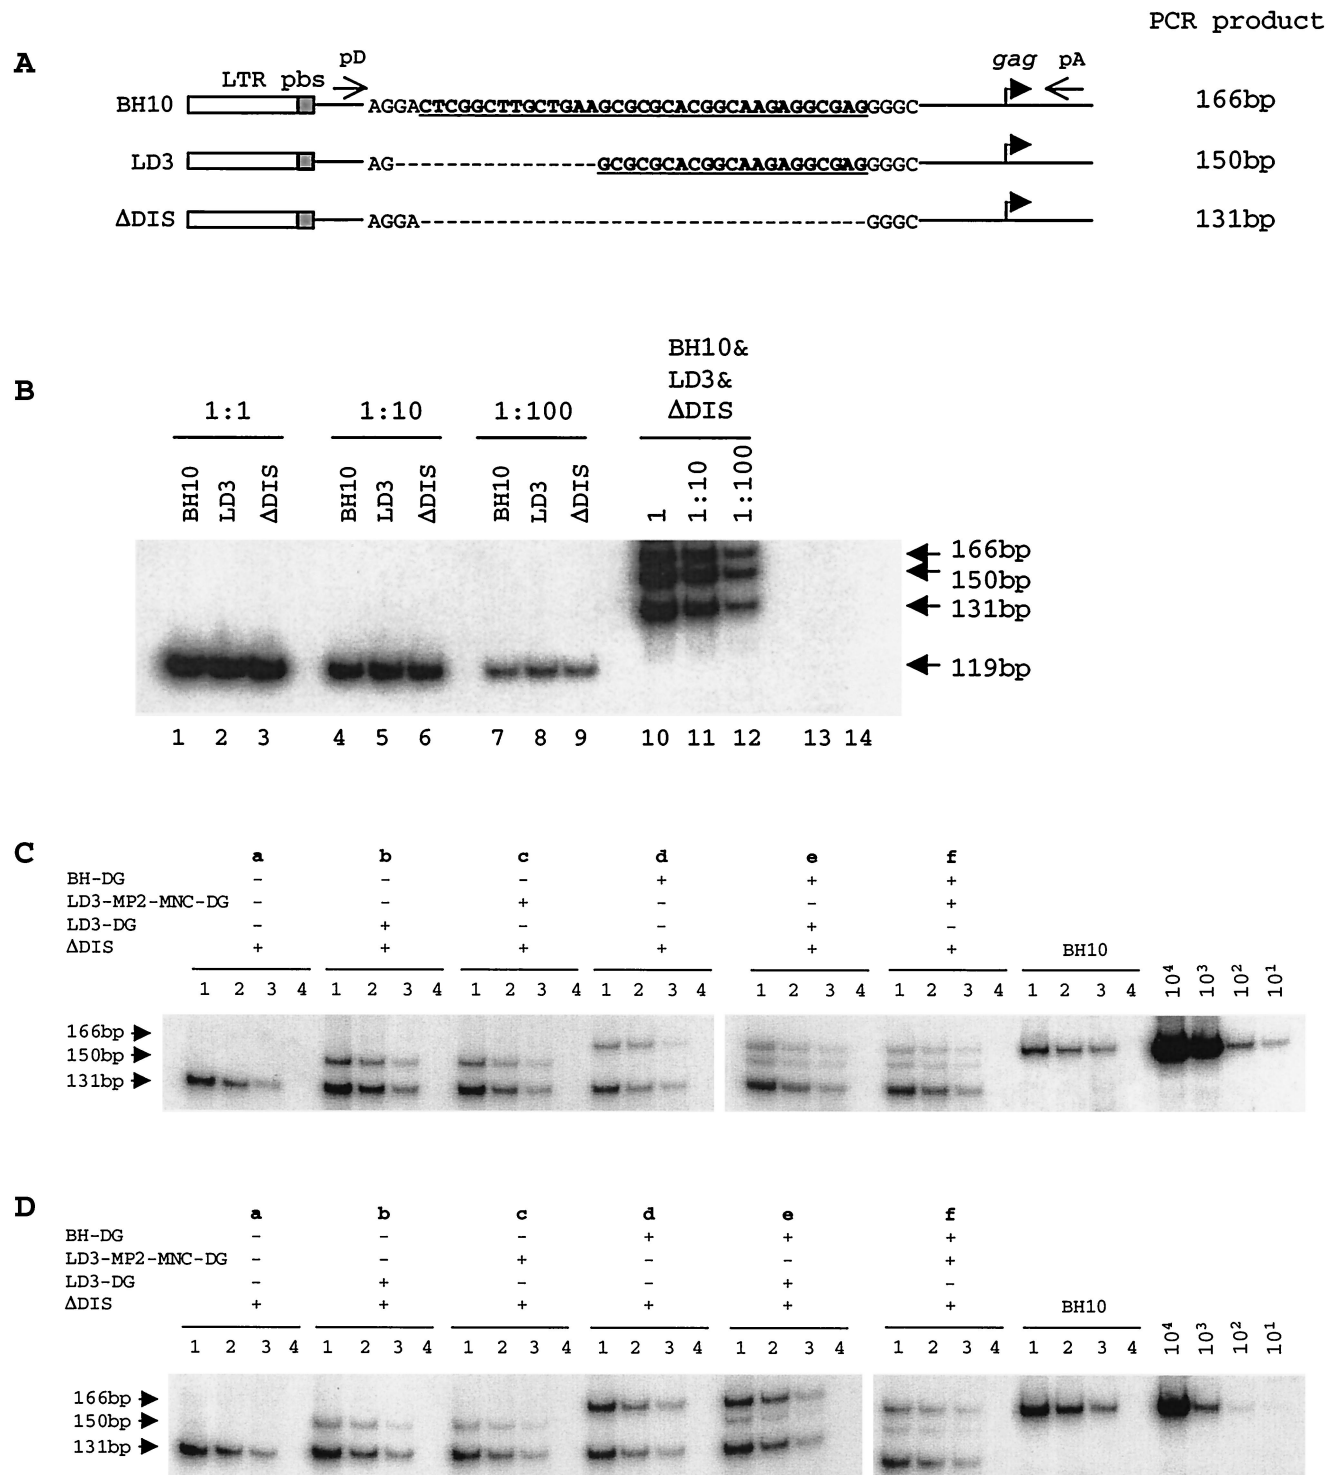 PCR product
A
pD
gag pA
LTR pbs
BH10 AGGACTCGGCTTGCTGAAGCGCGCACGGCAAGAGGCGAGGGGC 166bp
LD3 AG---------------GCGCGCACGGCAAGAGGCGAGGGGC 150bp
ΔDIS AGGA-----------------------------------GGGC 131bp
B
BH10&
LD3&
ΔDIS
1:1 1:10 1:100
BH10 LD3 ΔDIS BH10 LD3 ΔDIS BH10 LD3 ΔDIS 1 1:10 1:100
166bp
150bp
131bp
119bp
1 2 3 4 5 6 7 8 9 10 11 12 13 14
C
a b c d e f
BH-DG - - - + + +
LD3-MP2-MNC-DG - - + - - +
LD3-DG - + - - + -
ΔDIS + + + + + + BH10
1 2 3 4 1 2 3 4 1 2 3 4 1 2 3 4 1 2 3 4 1 2 3 4 1 2 3 4 10⁴ 10³ 10² 10¹
166bp
150bp
131bp
D
a b c d e f
BH-DG - - - + + +
LD3-MP2-MNC-DG - - + - - +
LD3-DG - + - - + -
ΔDIS + + + + + + BH10
1 2 3 4 1 2 3 4 1 2 3 4 1 2 3 4 1 2 3 4 1 2 3 4 1 2 3 4 10⁴ 10³ 10² 10¹
166bp
150bp
131bp